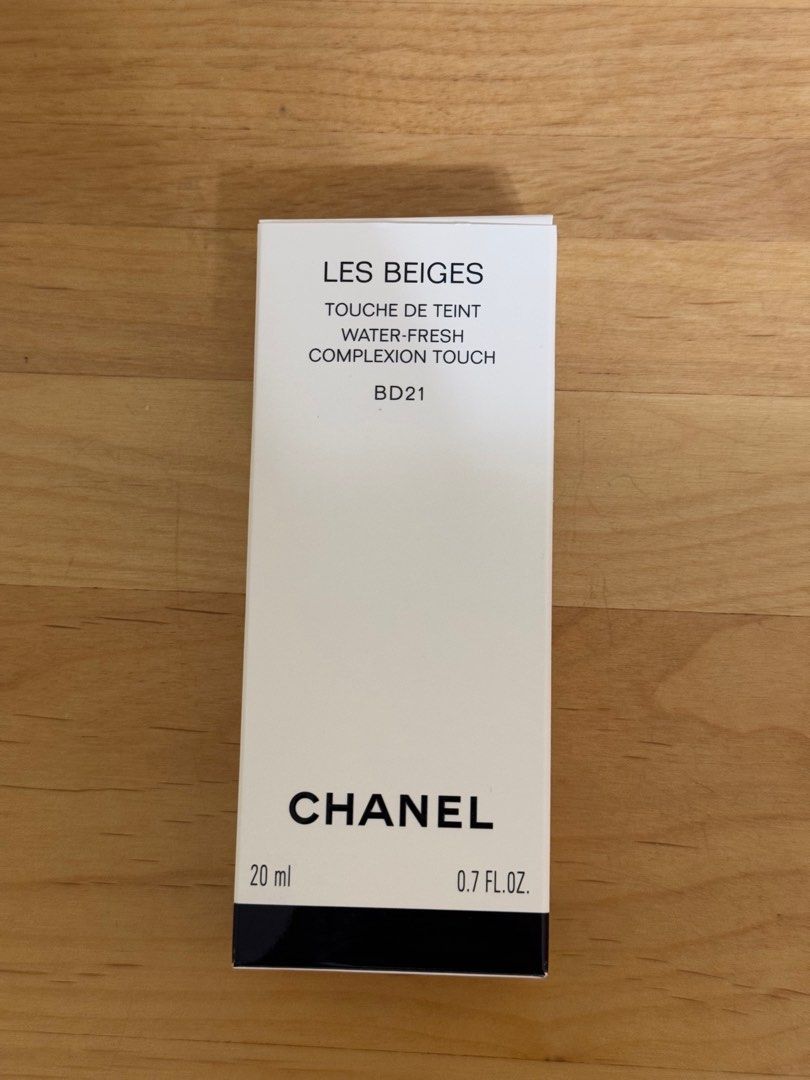 LES BEIGES
TOUCHE DE TEINT
WATER-FRESH
COMPLEXION TOUCH
BD21
CHANEL
20 ml 0.7 FL.OZ.